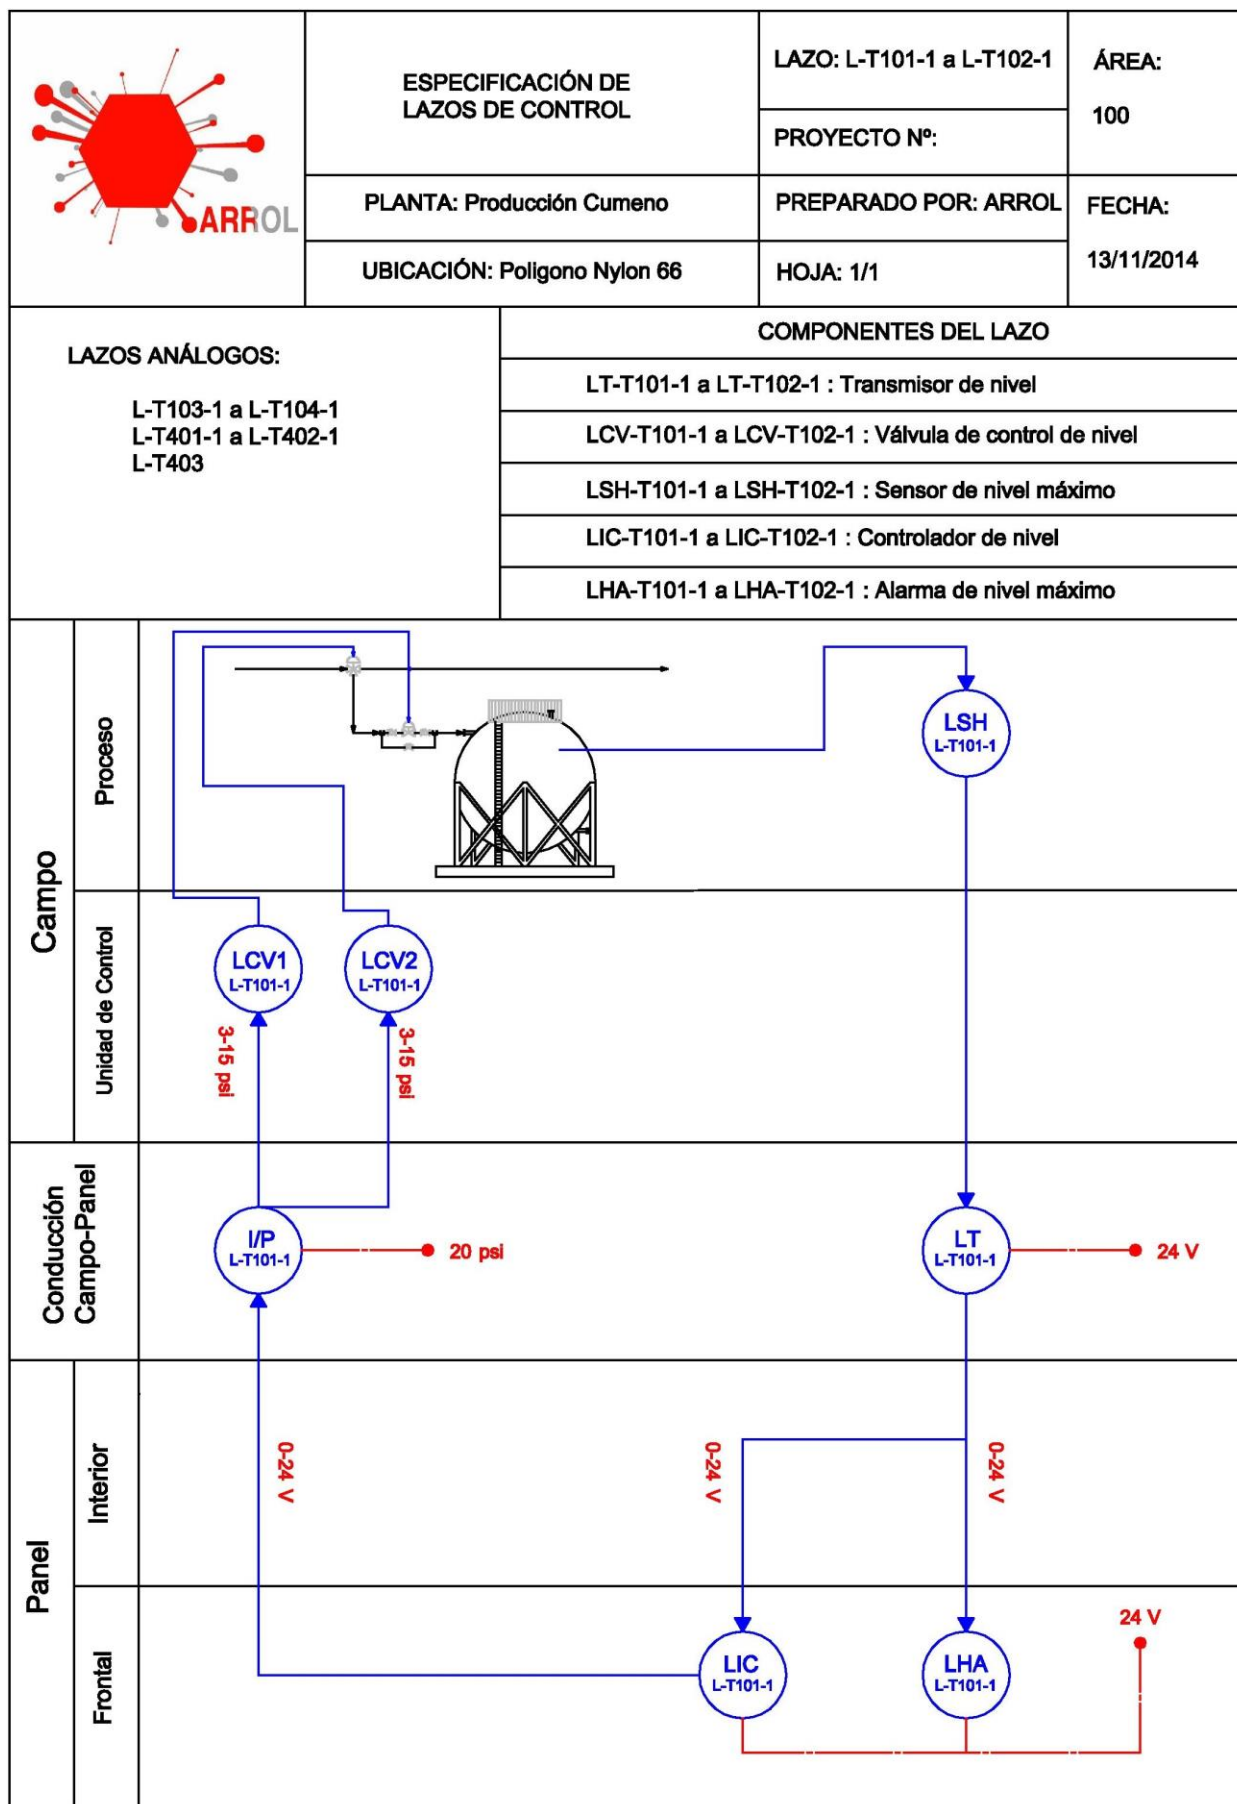 ARROL
ESPECIFICACIÓN DE
LAZOS DE CONTROL
LAZO: L-T101-1 a L-T102-1
ÁREA:
100
PROYECTO Nº:
PLANTA: Producción Cumeno
PREPARADO POR: ARROL
FECHA:
13/11/2014
UBICACIÓN: Poligono Nylon 66
HOJA: 1/1
LAZOS ANÁLOGOS:
L-T103-1 a L-T104-1
L-T401-1 a L-T402-1
L-T403
COMPONENTES DEL LAZO
LT-T101-1 a LT-T102-1 : Transmisor de nivel
LCV-T101-1 a LCV-T102-1 : Válvula de control de nivel
LSH-T101-1 a LSH-T102-1 : Sensor de nivel máximo
LIC-T101-1 a LIC-T102-1 : Controlador de nivel
LHA-T101-1 a LHA-T102-1 : Alarma de nivel máximo
Campo
Proceso
LSH
L-T101-1
Unidad de Control
LCV1
L-T101-1
LCV2
L-T101-1
3-15 psi
3-15 psi
Conducción
Campo-Panel
I/P
L-T101-1
20 psi
LT
L-T101-1
24 V
Panel
Interior
0-24 V
0-24 V
0-24 V
Frontal
LIC
L-T101-1
LHA
L-T101-1
24 V